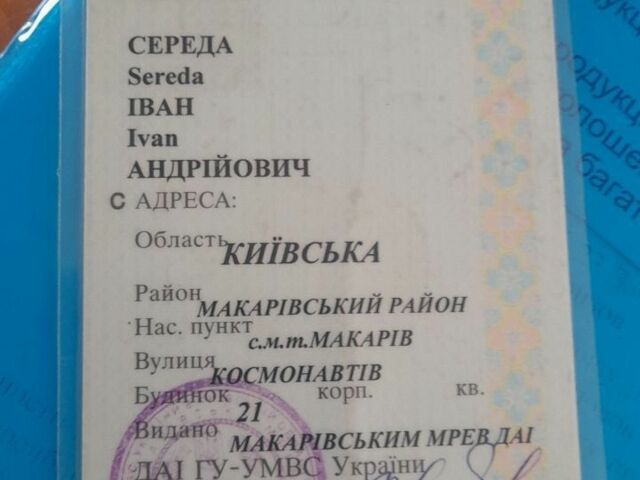 СЕРЕДА
Sereda
ІВАН
Ivan
АНДРІЙОВИЧ
С АДРЕСА:
Область КИЇВСЬКА
Район МАКАРІВСЬКИЙ РАЙОН
Нас. пункт с.м.т.МАКАРІВ
Вулиця КОСМОНАВТІВ
Будинок 21 корп. кв.
Видано МАКАРІВСЬКИМ МРЕВ ДАІ
ДАІ ГУ-УМВС України